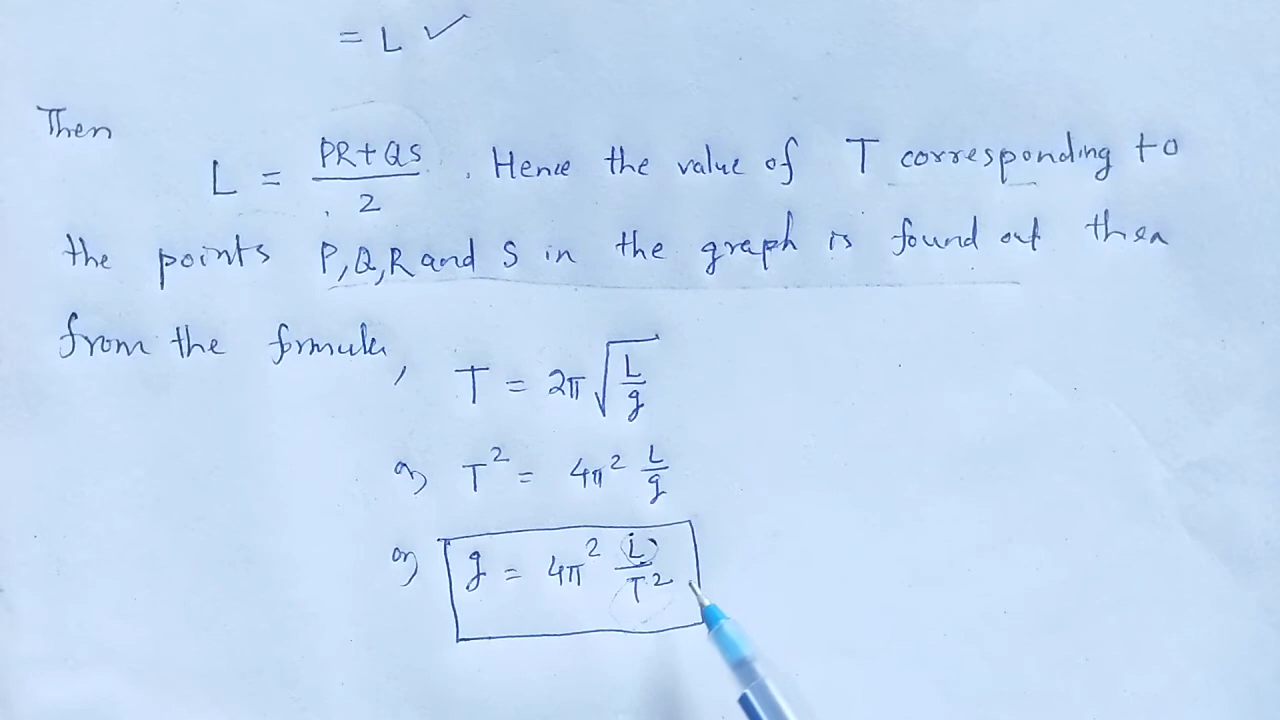 = L ✓
Then
L = PR+QS / 2 . Hence the value of T corresponding to
the points P,Q,R and S in the graph is found out then
from the formula,
T = 2π √(L/g)
or T² = 4π² L/g
or g = 4π² L/T²